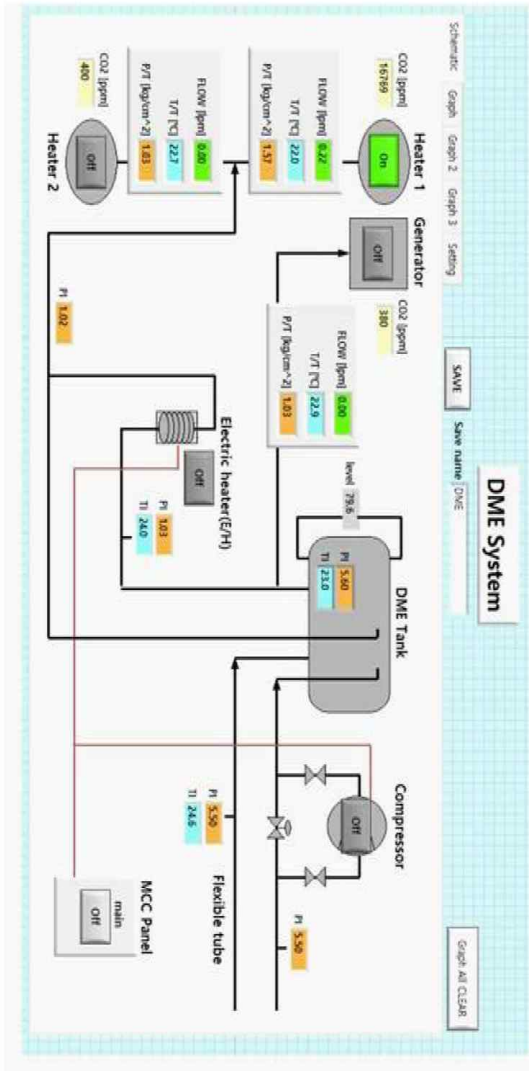 DME System
Schematic Graph Graph 2 Graph 3 Setting
SAVE
Save name DME
Graph All CLEAR
CO2 [ppm]
16769
Heater 1
On
FLOW [lpm] 0.22
T/T [℃] 22.0
P/T [kg/cm^2] 1.57
FLOW [lpm] 0.00
T/T [℃] 22.7
P/T [kg/cm^2] 1.03
CO2 [ppm]
400
Heater 2
Off
Generator
Off
CO2 [ppm]
380
FLOW [lpm] 0.00
T/T [℃] 22.9
P/T [kg/cm^2] 1.03
PI
1.02
Electric heater(E/H)
Off
PI
1.03
TI
24.0
level 79.6
DME Tank
PI
5.60
TI
23.0
Compressor
Off
PI
5.50
PI
5.50
TI
24.6
Flexible tube
MCC Panel
main
Off